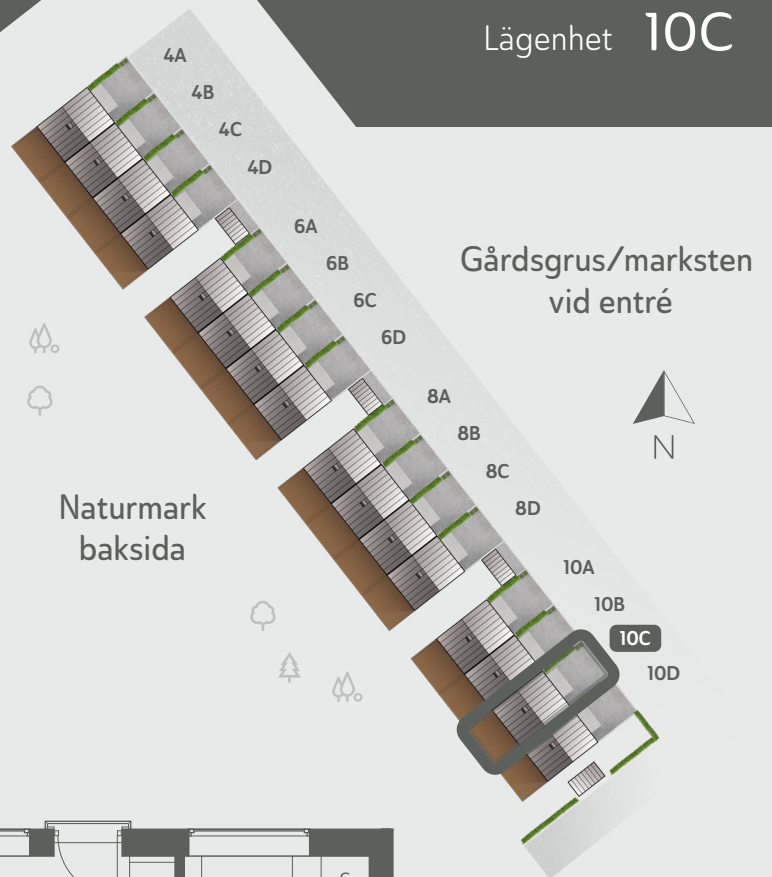 Lägenhet 10C
4A
4B
4C
4D
6A
6B
6C
6D
Gårdsgrus/marksten
vid entré
8A
8B
8C
8D
N
Naturmark
baksida
10A
10B
10C
10D